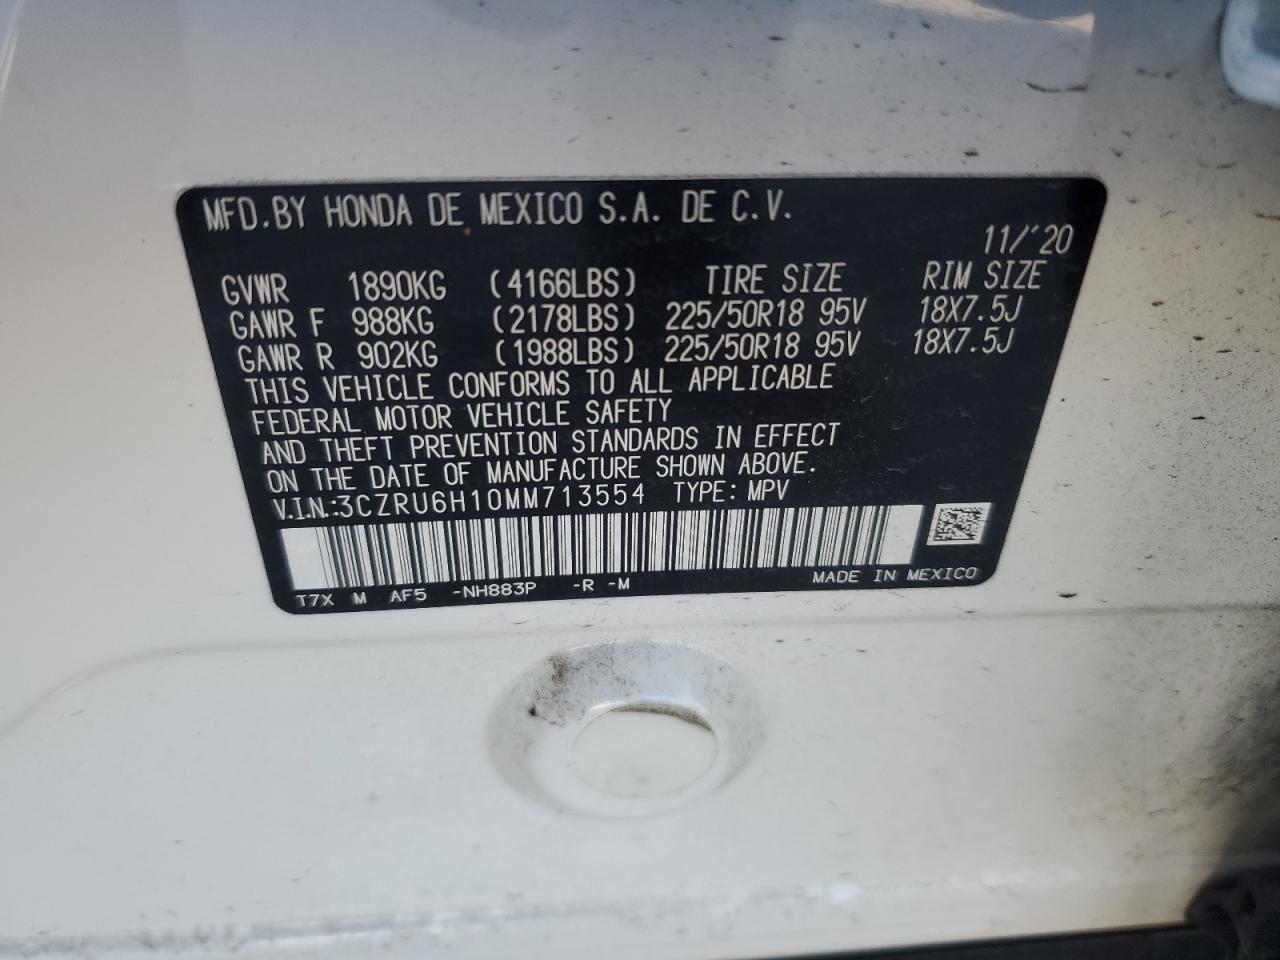 MFD.BY HONDA DE MEXICO S.A. DE C.V.
11/'20
GVWR 1890KG (4166LBS) TIRE SIZE RIM SIZE
GAWR F 988KG (2178LBS) 225/50R18 95V 18X7.5J
GAWR R 902KG (1988LBS) 225/50R18 95V 18X7.5J
THIS VEHICLE CONFORMS TO ALL APPLICABLE
FEDERAL MOTOR VEHICLE SAFETY
AND THEFT PREVENTION STANDARDS IN EFFECT
ON THE DATE OF MANUFACTURE SHOWN ABOVE.
V.I.N.:3CZRU6H10MM713554 TYPE: MPV
T7X M AF5 -NH883P -R -M MADE IN MEXICO